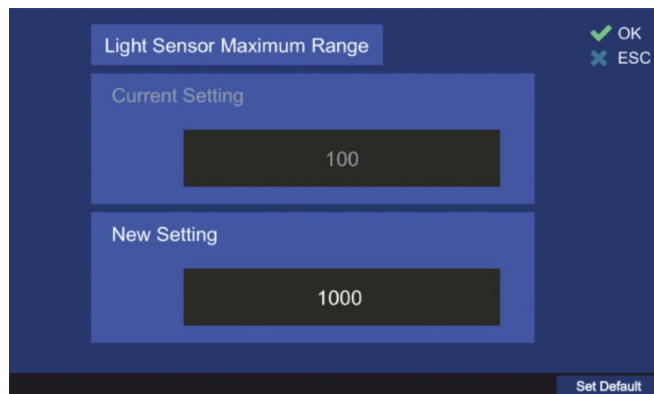 Light Sensor Maximum Range
OK
ESC
Current Setting
100
New Setting
1000
Set Default